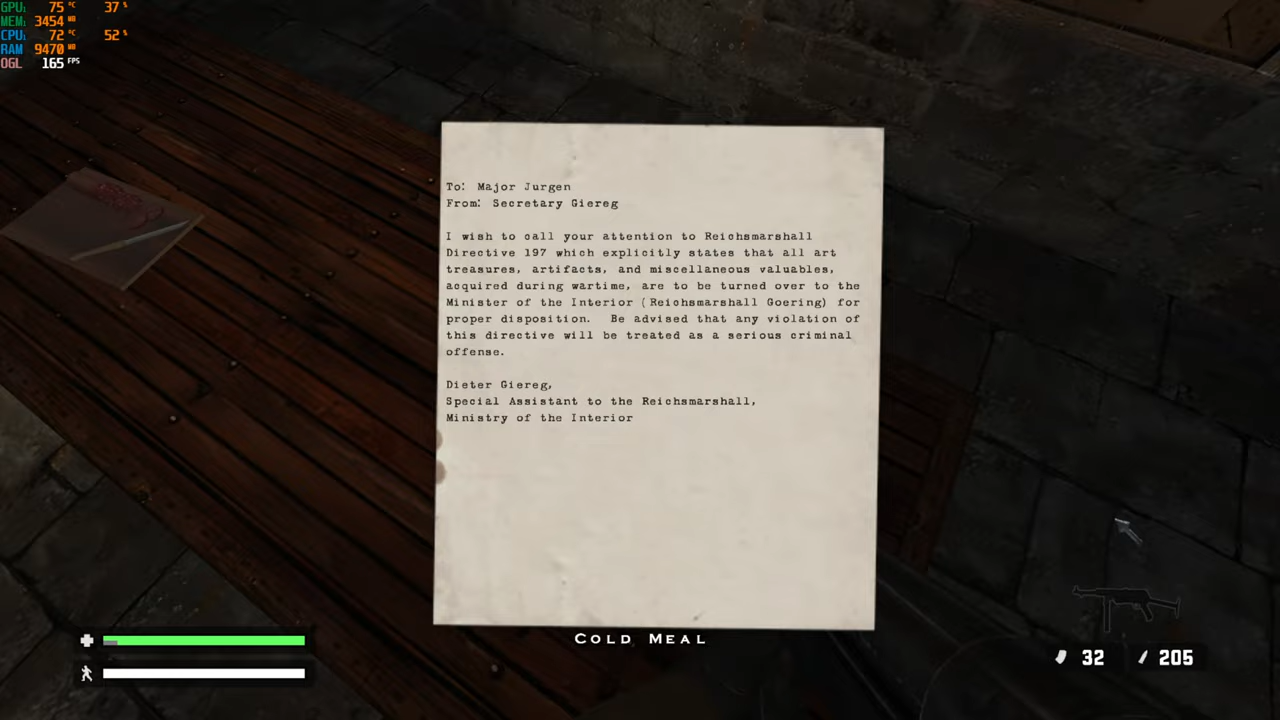 GPU: 75 °C 37 %
MEM: 3454 MB
CPU: 72 °C 52 %
RAM 9470 MB
OGL 165 FPS
To: Major Jurgen
From: Secretary Giereg
I wish to call your attention to Reichsmarshall
Directive 197 which explicitly states that all art
treasures, artifacts, and miscellaneous valuables,
acquired during wartime, are to be turned over to the
Minister of the Interior (Reichsmarshall Goering) for
proper disposition. Be advised that any violation of
this directive will be treated as a serious criminal
offense.
Dieter Giereg,
Special Assistant to the Reichsmarshall,
Ministry of the Interior
COLD MEAL
32 205